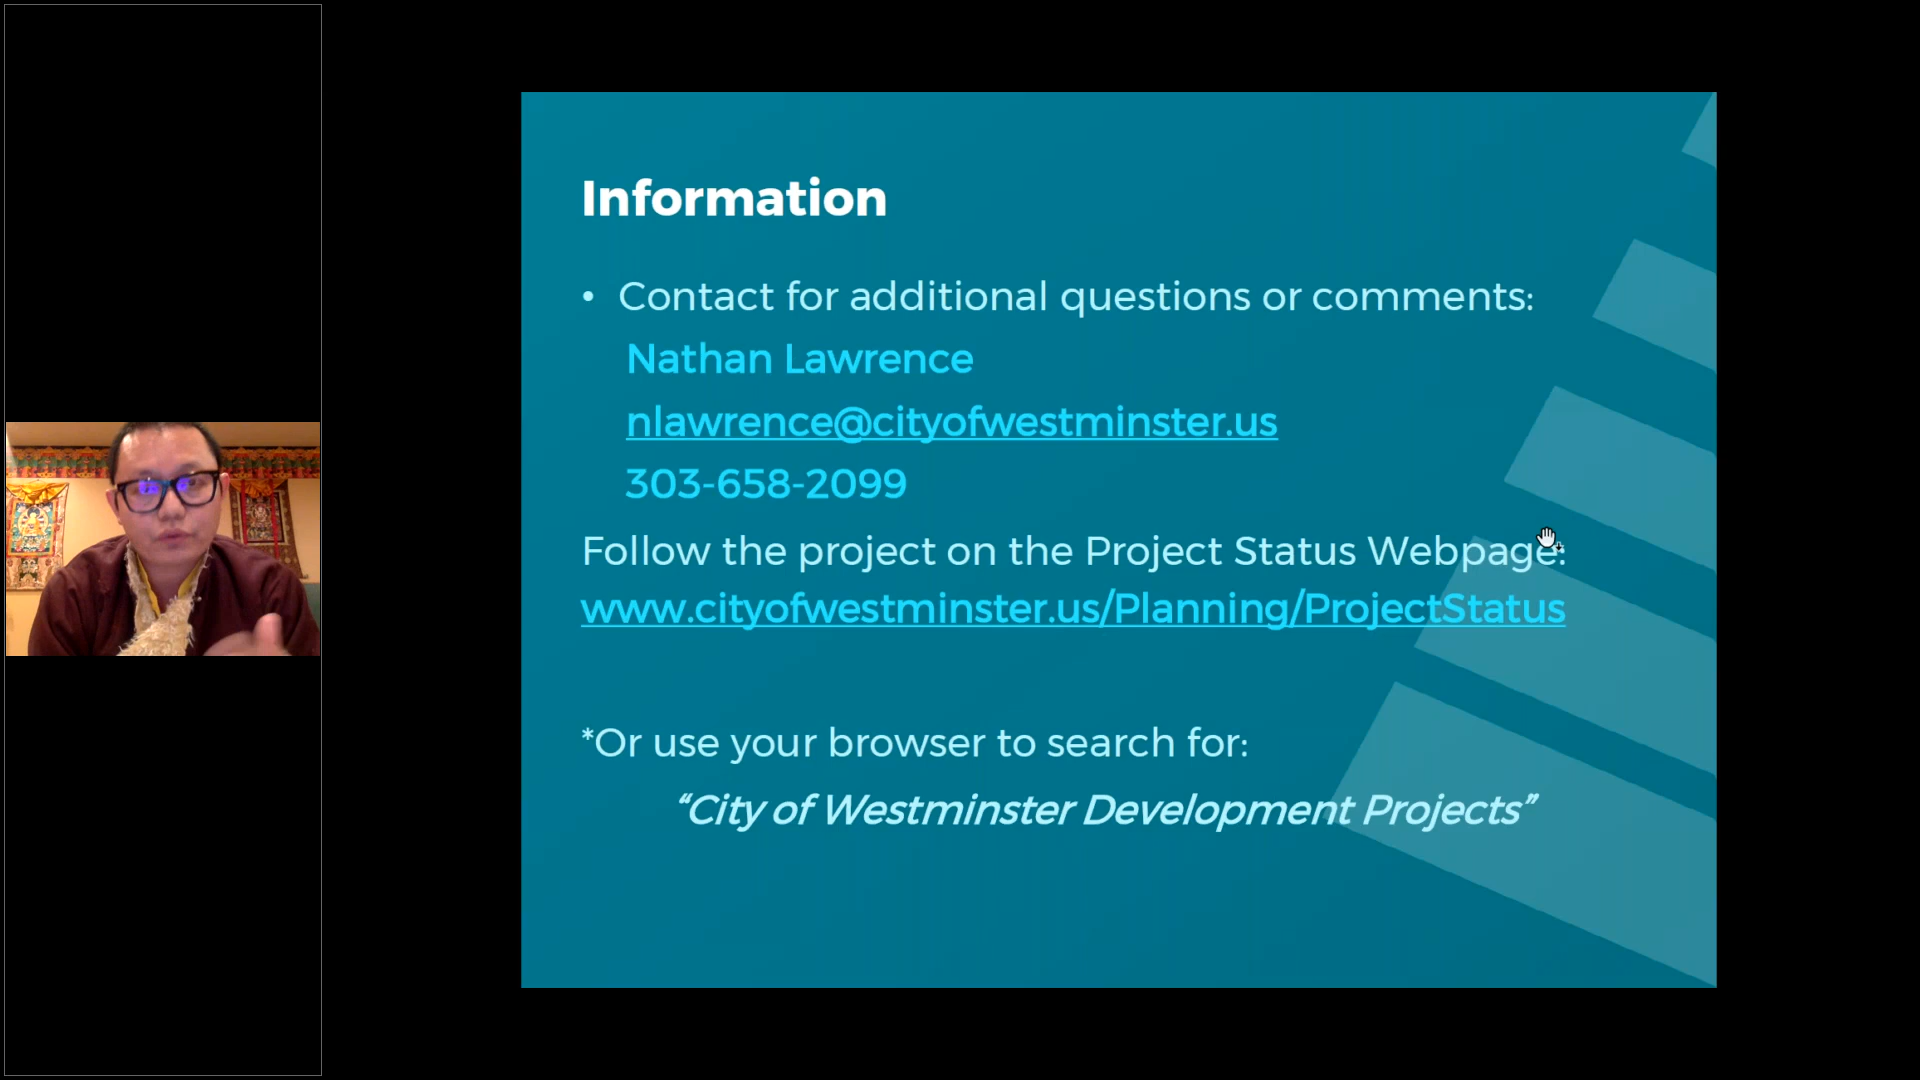 Information
• Contact for additional questions or comments:
Nathan Lawrence
nlawrence@cityofwestminster.us
303-658-2099
Follow the project on the Project Status Webpage:
www.cityofwestminster.us/Planning/ProjectStatus
*Or use your browser to search for:
“City of Westminster Development Projects”